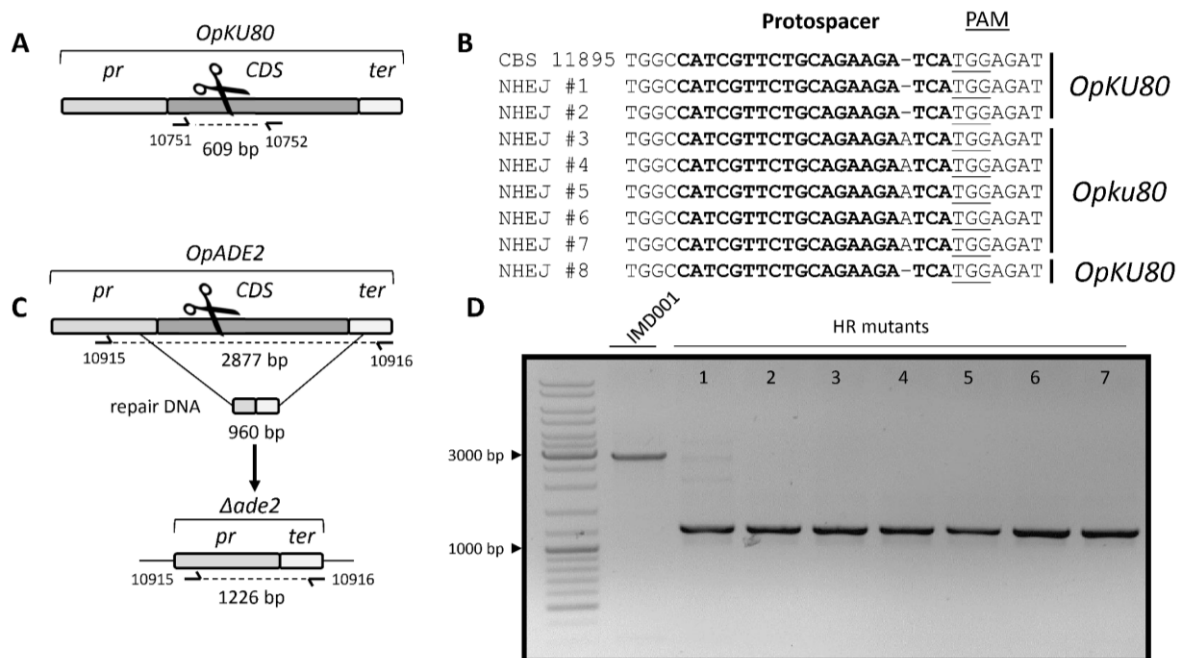 A
OpKU80
pr CDS ter
10751 10752
609 bp
B
Protospacer PAM
CBS 11895 TGGCCATCGTTCTGCAGAAGA-TCATGGAGAT
NHEJ #1 TGGCCATCGTTCTGCAGAAGA-TCATGGAGAT
NHEJ #2 TGGCCATCGTTCTGCAGAAGA-TCATGGAGAT
NHEJ #3 TGGCCATCGTTCTGCAGAAGAATCATGGAGAT
NHEJ #4 TGGCCATCGTTCTGCAGAAGAATCATGGAGAT
NHEJ #5 TGGCCATCGTTCTGCAGAAGAATCATGGAGAT
NHEJ #6 TGGCCATCGTTCTGCAGAAGAATCATGGAGAT
NHEJ #7 TGGCCATCGTTCTGCAGAAGAATCATGGAGAT
NHEJ #8 TGGCCATCGTTCTGCAGAAGA-TCATGGAGAT
OpKU80
Opku80
OpKU80
C
OpADE2
pr CDS ter
10915 10916
2877 bp
repair DNA
960 bp
Δade2
pr ter
10915 10916
1226 bp
D
IMD001
HR mutants
1 2 3 4 5 6 7
3000 bp
1000 bp